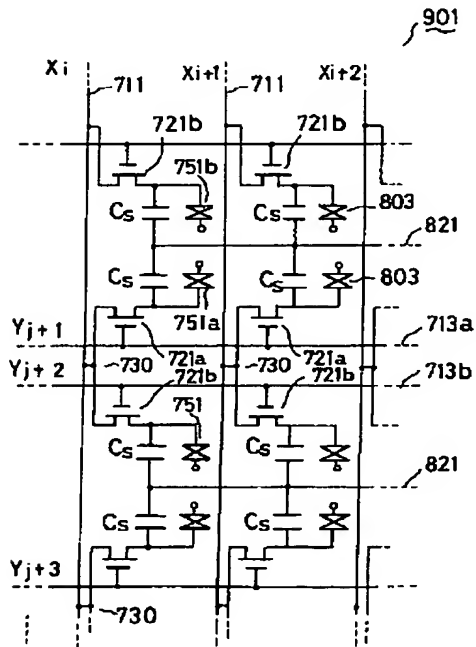 901
Xi 711 Xi+1 711 Xi+2
721b 721b
751b
Cs Cs 803
821
Cs Cs 803
751a
Yj+1 713a
730 721a 730 721a
Yj+2 721b 721b 713b
751
Cs Cs
821
Cs Cs
Yj+3
730